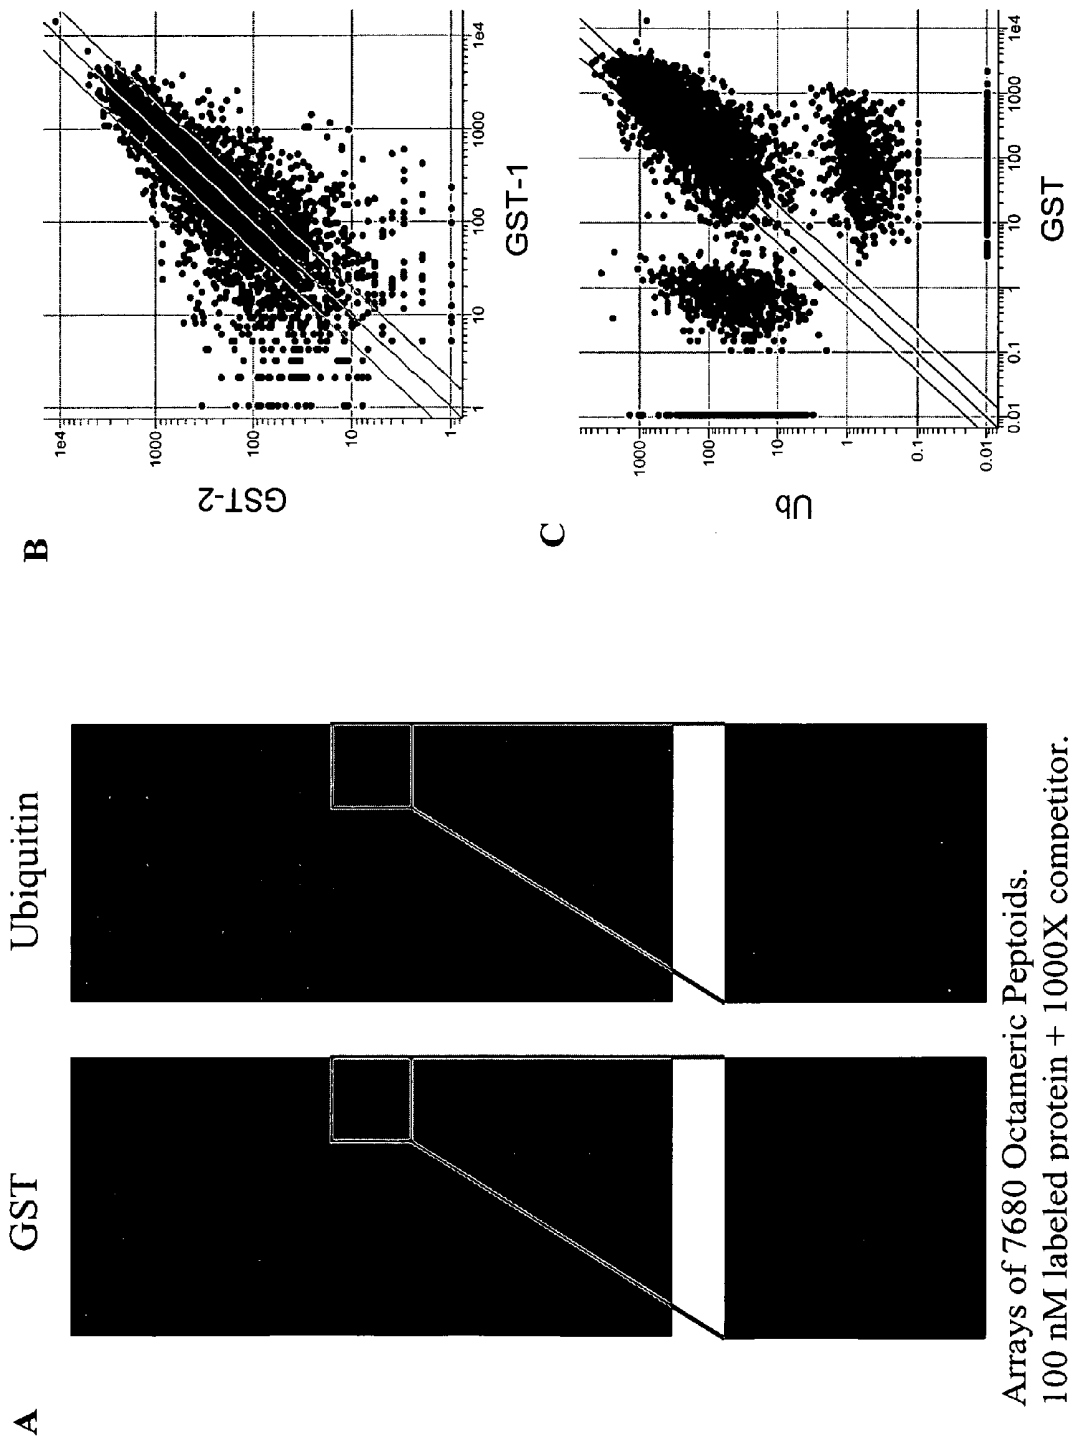 A
GST
Ubiquitin
Arrays of 7680 Octameric Peptoids.
100 nM labeled protein + 1000X competitor.
B
GST-2
1e4
1000
100
10
1
1 10 100 1000 1e4
GST-1
C
Ub
1000
100
10
1
0.1
0.01
0.01 0.1 1 10 100 1000 1e4
GST